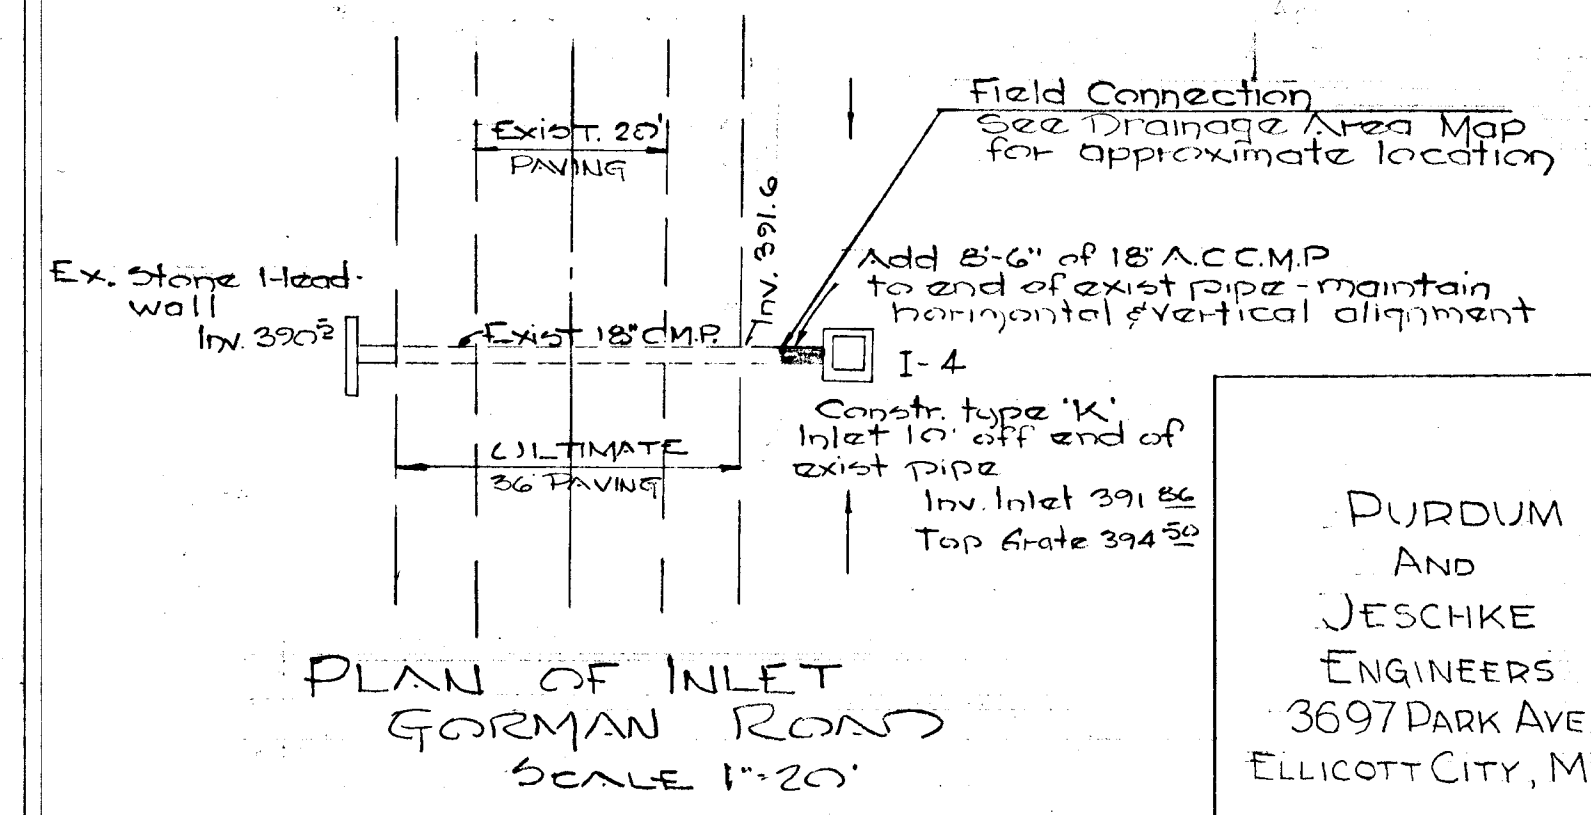 Field Connection
See Drainage Area Map
for approximate location
EXIST. 20'
PAVING
Inv. 391.6
Add 8'-6" of 18" A.C C.M.P
to end of exist pipe - maintain
horizontal & vertical alignment
Ex. Stone Head-
wall
Inv. 390
Exist 18" C.M.P.
I-4
Constr. type 'K'
Inlet 10' off end of
exist pipe
Inv. Inlet 391 86
Top Grate 394 50
ULTIMATE
36' PAVING
PLAN OF INLET
GORMAN ROAD
SCALE 1"=20'
PURDUM
AND
JESCHKE
ENGINEERS
3697 PARK AVE
ELLICOTT CITY, M